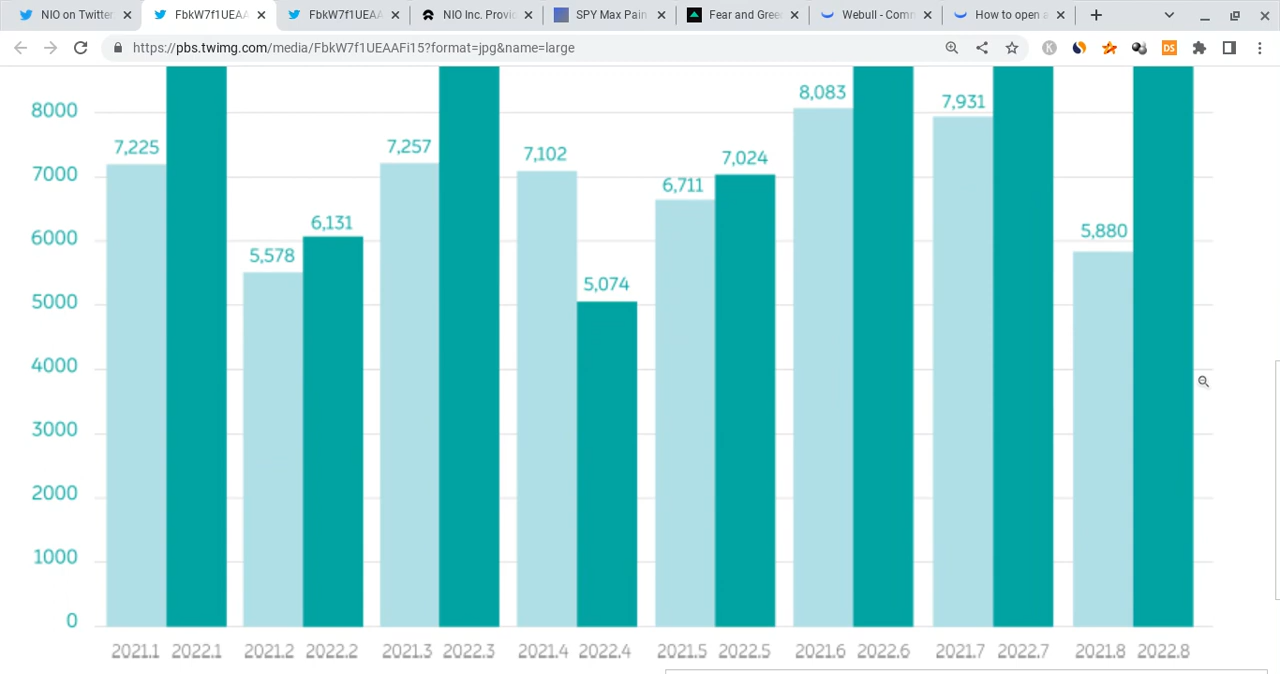 NIO on Twitter
FbkW7f1UEAA
FbkW7f1UEAA
NIO Inc. Provid
SPY Max Pain
Fear and Gree
Webull - Comm
How to open a
https://pbs.twimg.com/media/FbkW7f1UEAAFi15?format=jpg&name=large
K
DS
8000
7000
6000
5000
4000
3000
2000
1000
0
7,225
5,578
6,131
7,257
7,102
5,074
6,711
7,024
8,083
7,931
5,880
2021.1 2022.1 2021.2 2022.2 2021.3 2022.3 2021.4 2022.4 2021.5 2022.5 2021.6 2022.6 2021.7 2022.7 2021.8 2022.8